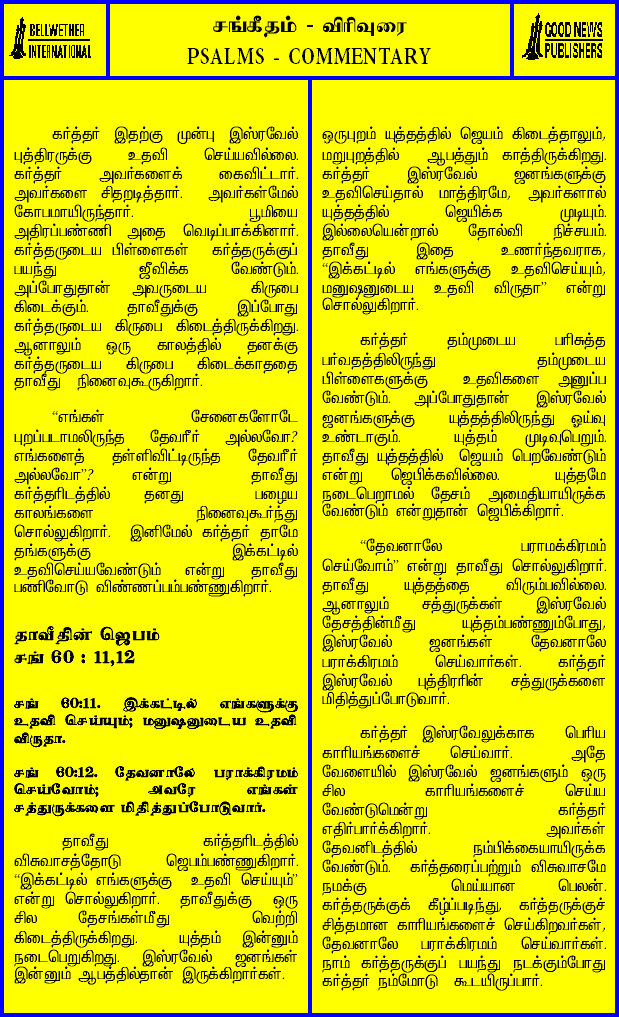 BELLWETHER
INTERNATIONAL
சங்கீதம் - விரிவுரை
PSALMS - COMMENTARY
GOOD NEWS
PUBLISHERS
கர்த்தர் இதற்கு முன்பு இஸ்ரவேல்
புத்திரருக்கு உதவி செய்யவில்லை.
கர்த்தர் அவர்களைக் கைவிட்டார்.
அவர்களை சிதறடித்தார். அவர்கள்மேல்
கோபமாயிருந்தார். பூமியை
அதிரப்பண்ணி அதை வெடிப்பாக்கினார்.
கர்த்தருடைய பிள்ளைகள் கர்த்தருக்குப்
பயந்து ஜீவிக்க வேண்டும்.
அப்போதுதான் அவருடைய கிருபை
கிடைக்கும். தாவீதுக்கு இப்போது
கர்த்தருடைய கிருபை கிடைத்திருக்கிறது.
ஆனாலும் ஒரு காலத்தில் தனக்கு
கர்த்தருடைய கிருபை கிடைக்காததை
தாவீது நினைவுகூருகிறார்.
“எங்கள் சேனைகளோடே
புறப்படாமலிருந்த தேவரீர் அல்லவோ?
எங்களைத் தள்ளிவிட்டிருந்த தேவரீர்
அல்லவோ”? என்று தாவீது
கர்த்தரிடத்தில் தனது பழைய
காலங்களை நினைவுகூர்ந்து
சொல்லுகிறார். இனிமேல் கர்த்தர் தாமே
தங்களுக்கு இக்கட்டில்
உதவிசெய்யவேண்டும் என்று தாவீது
பணிவோடு விண்ணப்பம்பண்ணுகிறார்.
தாவீதின் ஜெபம்
சங் 60 : 11,12
சங் 60:11. இக்கட்டில் எங்களுக்கு
உதவி செய்யும்; மனுஷனுடைய உதவி
விருதா.
சங் 60:12. தேவனாலே பராக்கிரமம்
செய்வோம்; அவரே எங்கள்
சத்துருக்களை மிதித்துப்போடுவார்.
தாவீது கர்த்தரிடத்தில்
விசுவாசத்தோடு ஜெபம்பண்ணுகிறார்.
“இக்கட்டில் எங்களுக்கு உதவி செய்யும்”
என்று சொல்லுகிறார். தாவீதுக்கு ஒரு
சில தேசங்கள்மீது வெற்றி
கிடைத்திருக்கிறது. யுத்தம் இன்னும்
நடைபெறுகிறது. இஸ்ரவேல் ஜனங்கள்
இன்னும் ஆபத்தில்தான் இருக்கிறார்கள்.
ஒருபுறம் யுத்தத்தில் ஜெயம் கிடைத்தாலும்,
மறுபுறத்தில் ஆபத்தும் காத்திருக்கிறது.
கர்த்தர் இஸ்ரவேல் ஜனங்களுக்கு
உதவிசெய்தால் மாத்திரமே, அவர்களால்
யுத்தத்தில் ஜெயிக்க முடியும்.
இல்லையென்றால் தோல்வி நிச்சயம்.
தாவீது இதை உணர்ந்தவராக,
“இக்கட்டில் எங்களுக்கு உதவிசெய்யும்,
மனுஷனுடைய உதவி விருதா” என்று
சொல்லுகிறார்.
கர்த்தர் தம்முடைய பரிசுத்த
பர்வதத்திலிருந்து தம்முடைய
பிள்ளைகளுக்கு உதவிகளை அனுப்ப
வேண்டும். அப்போதுதான் இஸ்ரவேல்
ஜனங்களுக்கு யுத்தத்திலிருந்து ஓய்வு
உண்டாகும். யுத்தம் முடிவுபெறும்.
தாவீது யுத்தத்தில் ஜெயம் பெறவேண்டும்
என்று ஜெபிக்கவில்லை. யுத்தமே
நடைபெறாமல் தேசம் அமைதியாயிருக்க
வேண்டும் என்றுதான் ஜெபிக்கிறார்.
“தேவனாலே பராமக்கிரமம்
செய்வோம்” என்று தாவீது சொல்லுகிறார்.
தாவீது யுத்தத்தை விரும்பவில்லை.
ஆனாலும் சத்துருக்கள் இஸ்ரவேல்
தேசத்தின்மீது யுத்தம்பண்ணும்போது,
இஸ்ரவேல் ஜனங்கள் தேவனாலே
பராக்கிரமம் செய்வார்கள். கர்த்தர்
இஸ்ரவேல் புத்திரரின் சத்துருக்களை
மிதித்துப்போடுவார்.
கர்த்தர் இஸ்ரவேலுக்காக பெரிய
காரியங்களைச் செய்வார். அதே
வேளையில் இஸ்ரவேல் ஜனங்களும் ஒரு
சில காரியங்களைச் செய்ய
வேண்டுமென்று கர்த்தர்
எதிர்பார்க்கிறார். அவர்கள்
தேவனிடத்தில் நம்பிக்கையாயிருக்க
வேண்டும். கர்த்தரைப்பற்றும் விசுவாசமே
நமக்கு மெய்யான பெலன்.
கர்த்தருக்குக் கீழ்ப்படிந்து, கர்த்தருக்குச்
சித்தமான காரியங்களைச் செய்கிறவர்கள்,
தேவனாலே பராக்கிரமம் செய்வார்கள்.
நாம் கர்த்தருக்குப் பயந்து நடக்கும்போது
கர்த்தர் நம்மோடு கூடயிருப்பார்.